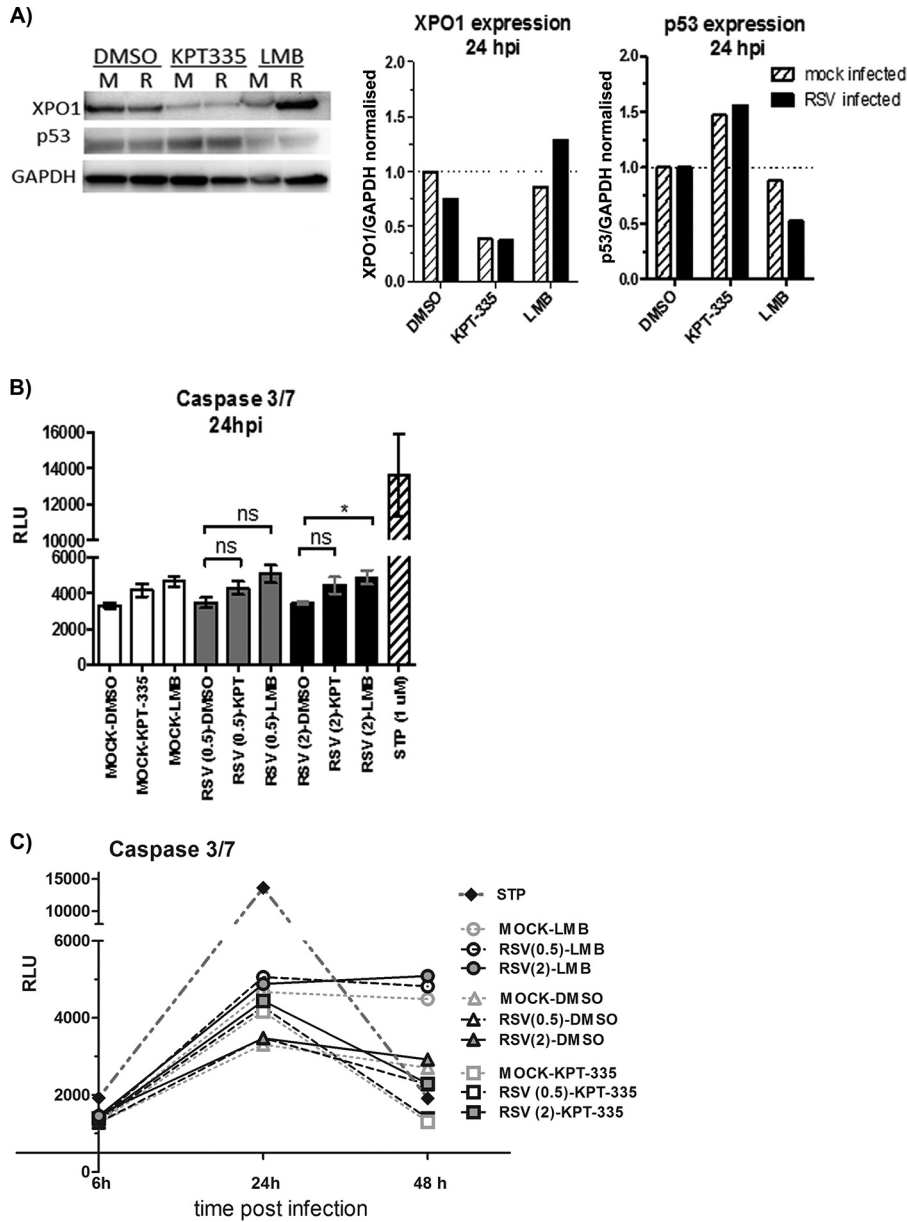 A)
DMSO KPT335 LMB
M R M R M R
XPO1
p53
GAPDH
XPO1 expression
24 hpi
XPO1/GAPDH normalised
2.0
1.5
1.0
0.5
0.0
DMSO
KPT-335
LMB
p53 expression
24 hpi
p53/GAPDH normalised
2.0
1.5
1.0
0.5
0.0
DMSO
KPT-335
LMB
mock infected
RSV infected
B)
Caspase 3/7
24hpi
RLU
16000
14000
12000
10000
6000
4000
2000
0
ns
ns
ns
*
MOCK-DMSO
MOCK-KPT-335
MOCK-LMB
RSV (0.5)-DMSO
RSV (0.5)-KPT
RSV (0.5)-LMB
RSV (2)-DMSO
RSV (2)-KPT
RSV (2)-LMB
STP (1 uM)
C)
Caspase 3/7
RLU
15000
10000
6000
4000
2000
0
6h
24h
48 h
time post infection
STP
MOCK-LMB
RSV(0.5)-LMB
RSV(2)-LMB
MOCK-DMSO
RSV(0.5)-DMSO
RSV(2)-DMSO
MOCK-KPT-335
RSV (0.5)-KPT-335
RSV (2)-KPT-335